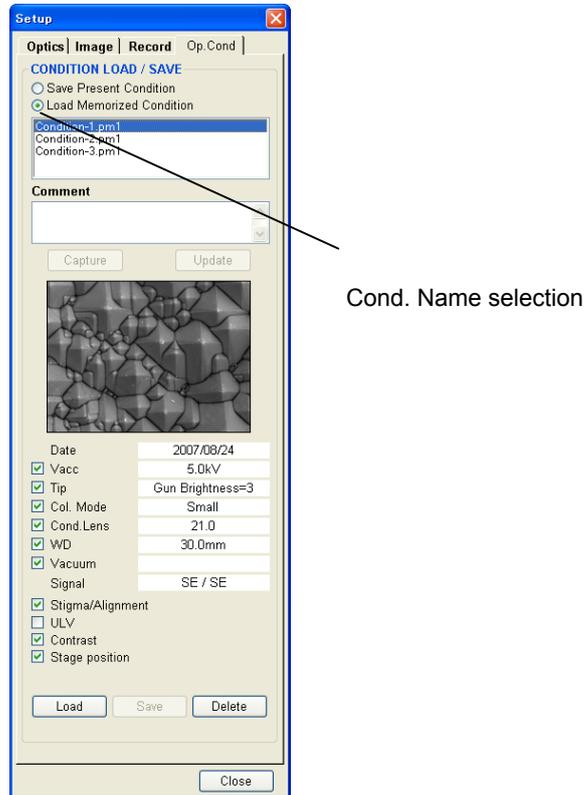 Setup
Optics Image Record Op.Cond
CONDITION LOAD / SAVE
Save Present Condition
Load Memorized Condition
Condition-1.pm1
Condition-2.pm1
Condition-3.pm1
Comment
Capture Update
Cond. Name selection
Date 2007/08/24
Vacc 5.0kV
Tip Gun Brightness=3
Col. Mode Small
Cond.Lens 21.0
WD 30.0mm
Vacuum
Signal SE / SE
Stigma/Alignment
ULV
Contrast
Stage position
Load Save Delete
Close